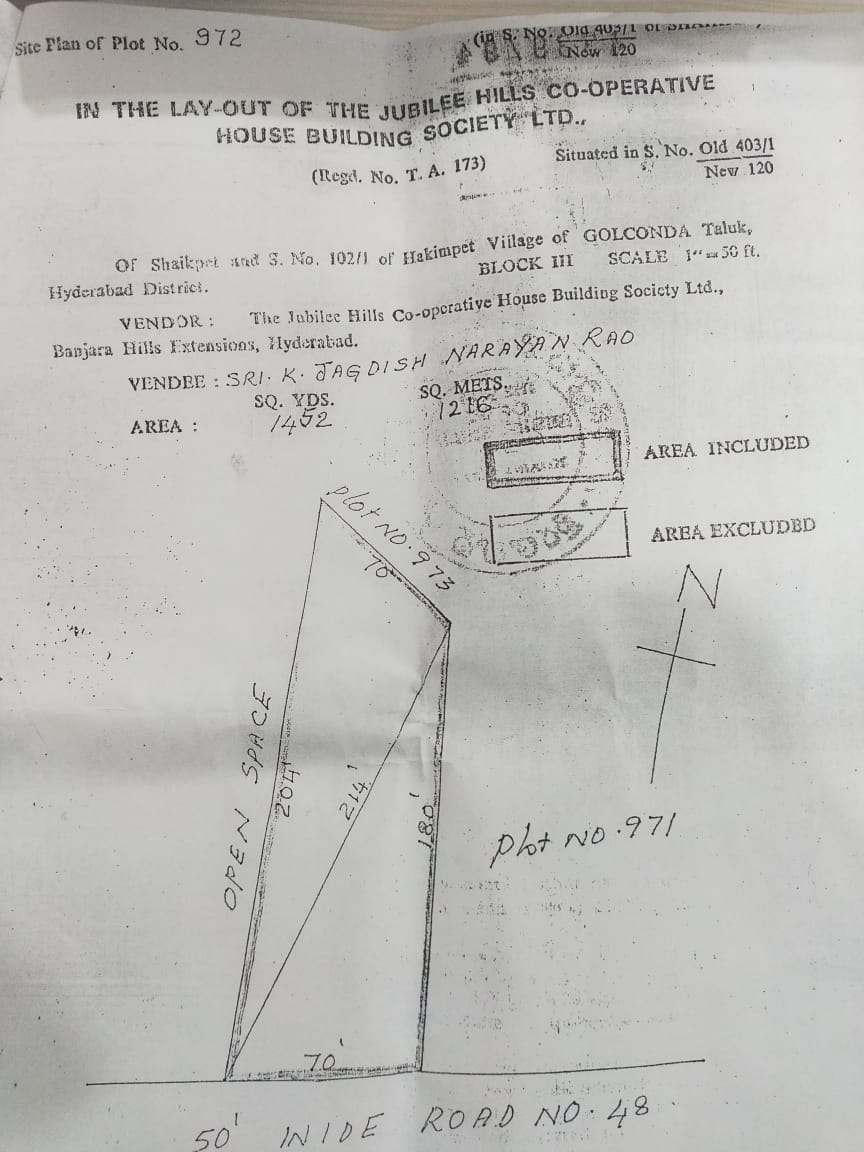 Site Plan of Plot No. 972
(in S. No. Old 403/1 of
New 120
IN THE LAY-OUT OF THE JUBILEE HILLS CO-OPERATIVE
HOUSE BUILDING SOCIETY LTD.,
(Regd. No. T. A. 173)
Situated in S. No. Old 403/1
New 120
Of Shaikpet and S. No. 102/1 of Hakimpet Village of GOLCONDA Taluk,
Hyderabad District.
BLOCK III SCALE 1"=50 ft.
VENDOR : The Jubilee Hills Co-operative House Building Society Ltd.,
Banjara Hills Extensions, Hyderabad.
VENDEE : SRI. K. JAGDISH NARAYAN RAO
SQ. YDS. SQ. METS.
AREA : 1452 1216
AREA INCLUDED
AREA EXCLUDED
plot NO. 973
70'
N
OPEN SPACE
204'
214'
180'
plot NO. 971
70'
50' WIDE ROAD NO. 48